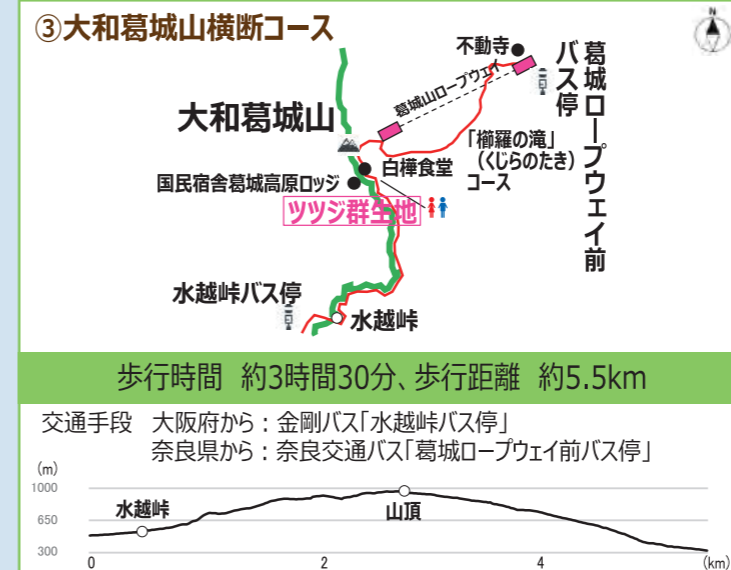 ③大和葛城山横断コース
N
不動寺
葛城ロープウェイ前
バス停
葛城山ロープウェイ
大和葛城山
「櫛羅の滝」
（くじらのたき）
コース
白樺食堂
国民宿舎葛城高原ロッジ
ツツジ群生地
水越峠バス停
水越峠
歩行時間 約3時間30分、歩行距離 約5.5km
交通手段 大阪府から：金剛バス「水越峠バス停」
奈良県から：奈良交通バス「葛城ロープウェイ前バス停」
(m)
1000
水越峠
650
山頂
300
0 2 4 (km)